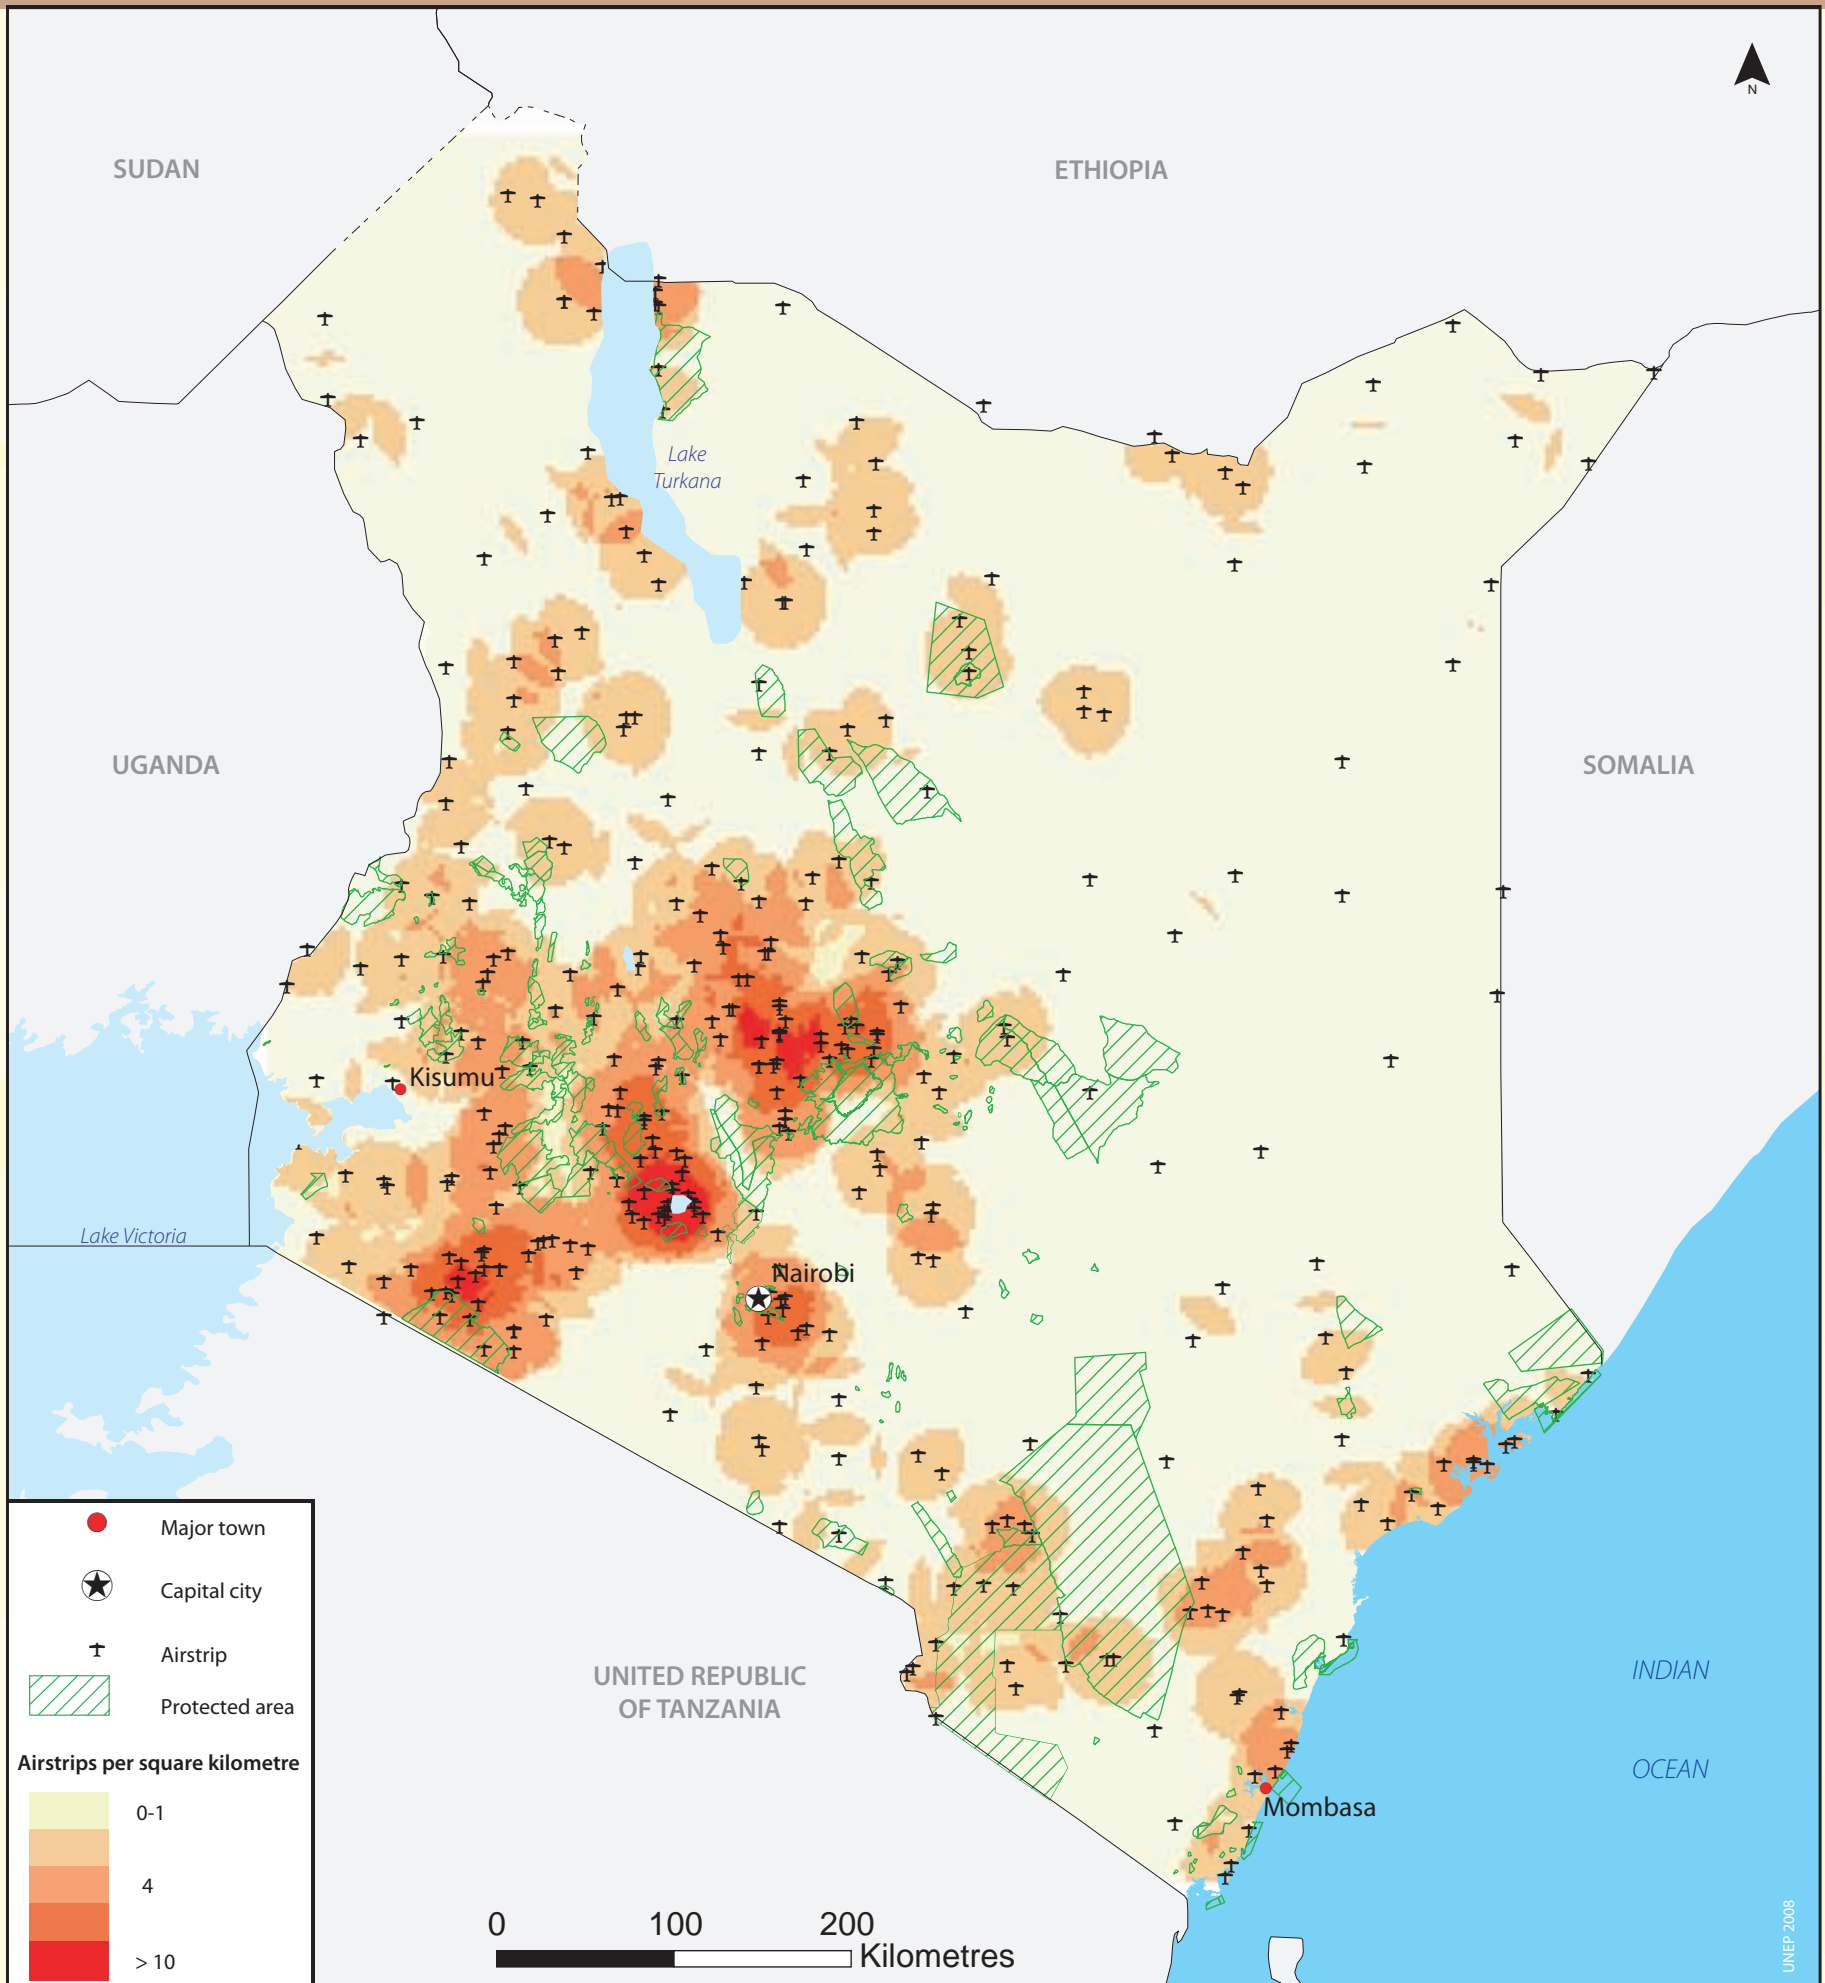 N
SUDAN
ETHIOPIA
Lake
Turkana
UGANDA
SOMALIA
Kisumu
Lake Victoria
Nairobi
UNITED REPUBLIC
OF TANZANIA
INDIAN
OCEAN
Mombasa
Major town
Capital city
Airstrip
Protected area
Airstrips per square kilometre
0-1
4
> 10
0 100 200
Kilometres
UNEP 2008